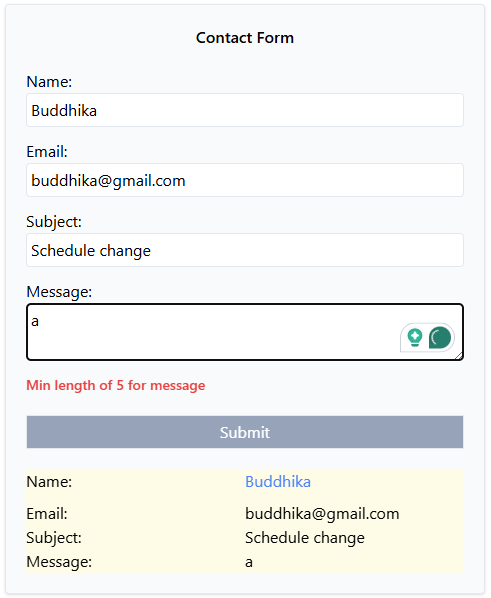 Contact Form
Name:
Buddhika
Email:
buddhika@gmail.com
Subject:
Schedule change
Message:
a
Min length of 5 for message
Submit
Name: Buddhika
Email: buddhika@gmail.com
Subject: Schedule change
Message: a